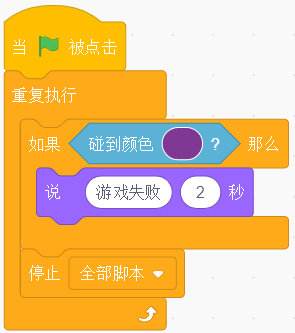 当 被点击
重复执行
如果 碰到颜色 ? 那么
说 游戏失败 2 秒
停止 全部脚本